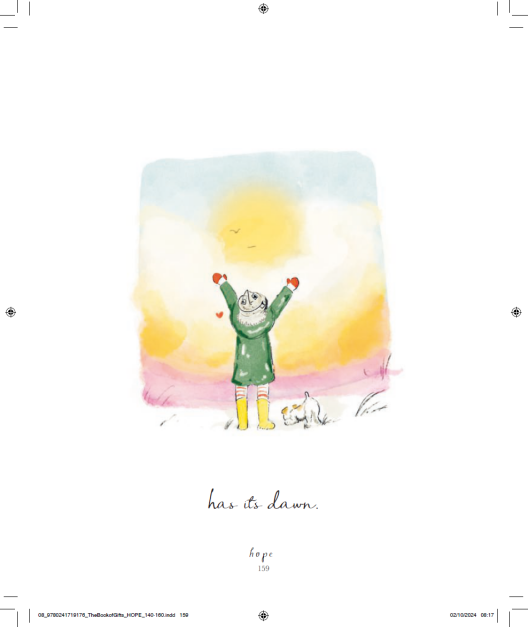 has its dawn.
hope
159
08_9780241719176_TheBookofGifts_HOPE_140-160.indd 159
02/10/2024 08:17